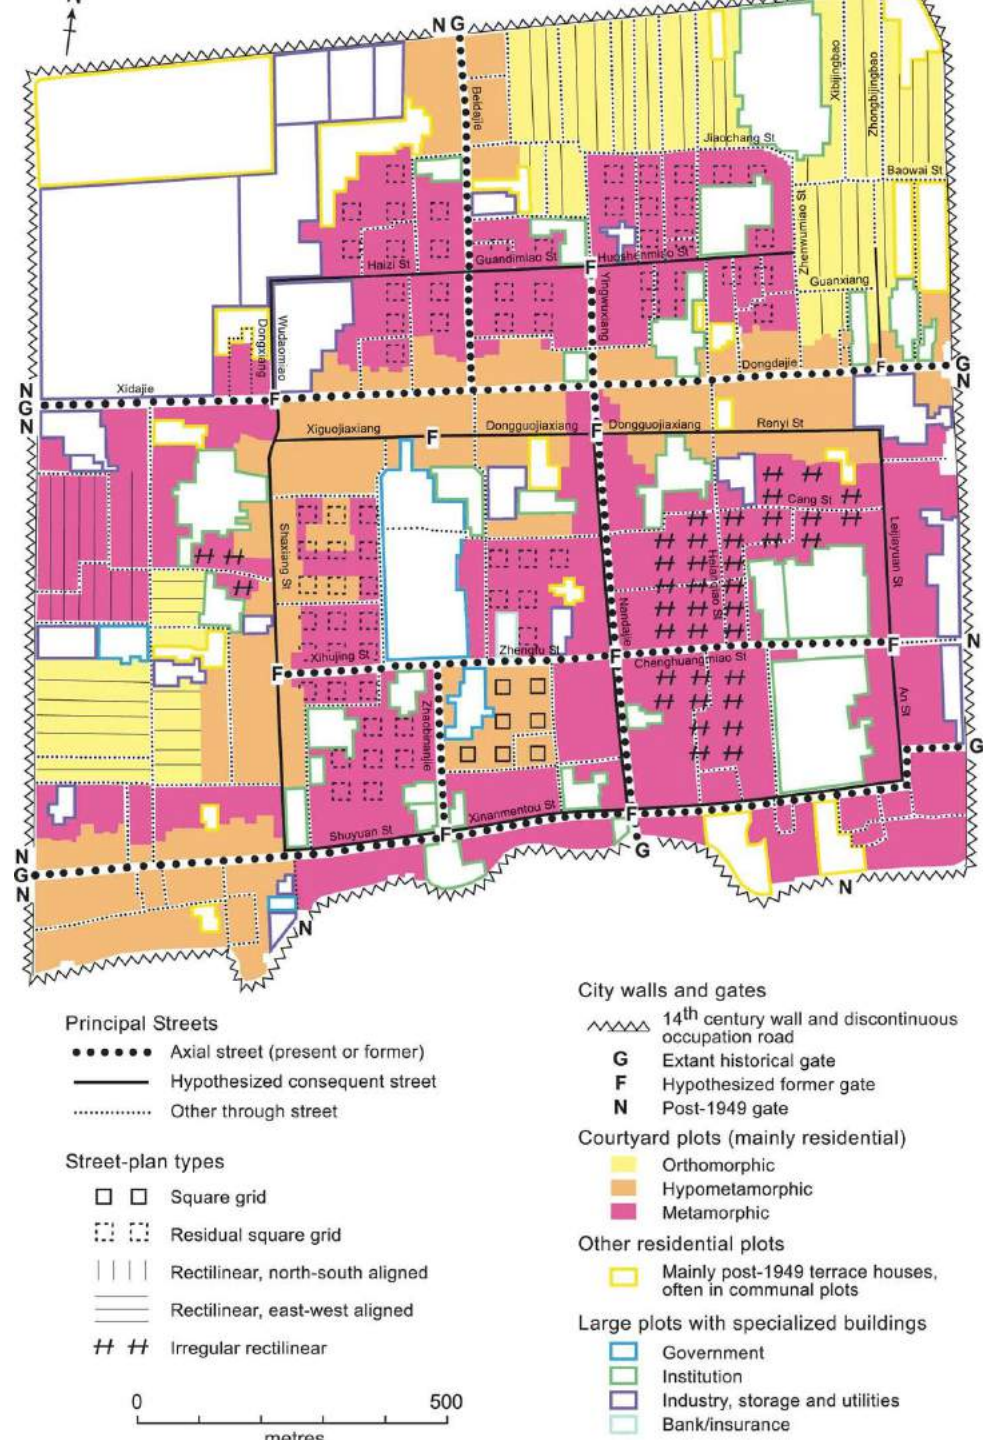 N
N G
Beidajie
Xibijingbao
Zhongbijingbao
Jiaochang St
Baowai St
Zhenwumiao St
Haizi St
Guandimiao St
F
Huoshenmiao St
Yingwuxiang
Guanxiang
Dongxiang
Wudaomiao
Dongdajie
F
G
N
N
G
N
Xidajie
F
Xiguojiaxiang
F
Dongguojiaxiang
F
Dongguojiaxiang
Renyi St
Cang St
Shaxiang St
Leijiayuan St
Nandajie
Xihujing St
Zhengfu St
F
F
N
F
Chenghuangmiao St
Zhaobinanjie
An St
G
Shuyuan St
F
Xinanmentou St
F
G
N
G
N
N
N
Principal Streets
Axial street (present or former)
Hypothesized consequent street
Other through street
Street-plan types
Square grid
Residual square grid
Rectilinear, north-south aligned
Rectilinear, east-west aligned
Irregular rectilinear
0 500
metres
City walls and gates
14th century wall and discontinuous
occupation road
G Extant historical gate
F Hypothesized former gate
N Post-1949 gate
Courtyard plots (mainly residential)
Orthomorphic
Hypometamorphic
Metamorphic
Other residential plots
Mainly post-1949 terrace houses,
often in communal plots
Large plots with specialized buildings
Government
Institution
Industry, storage and utilities
Bank/insurance